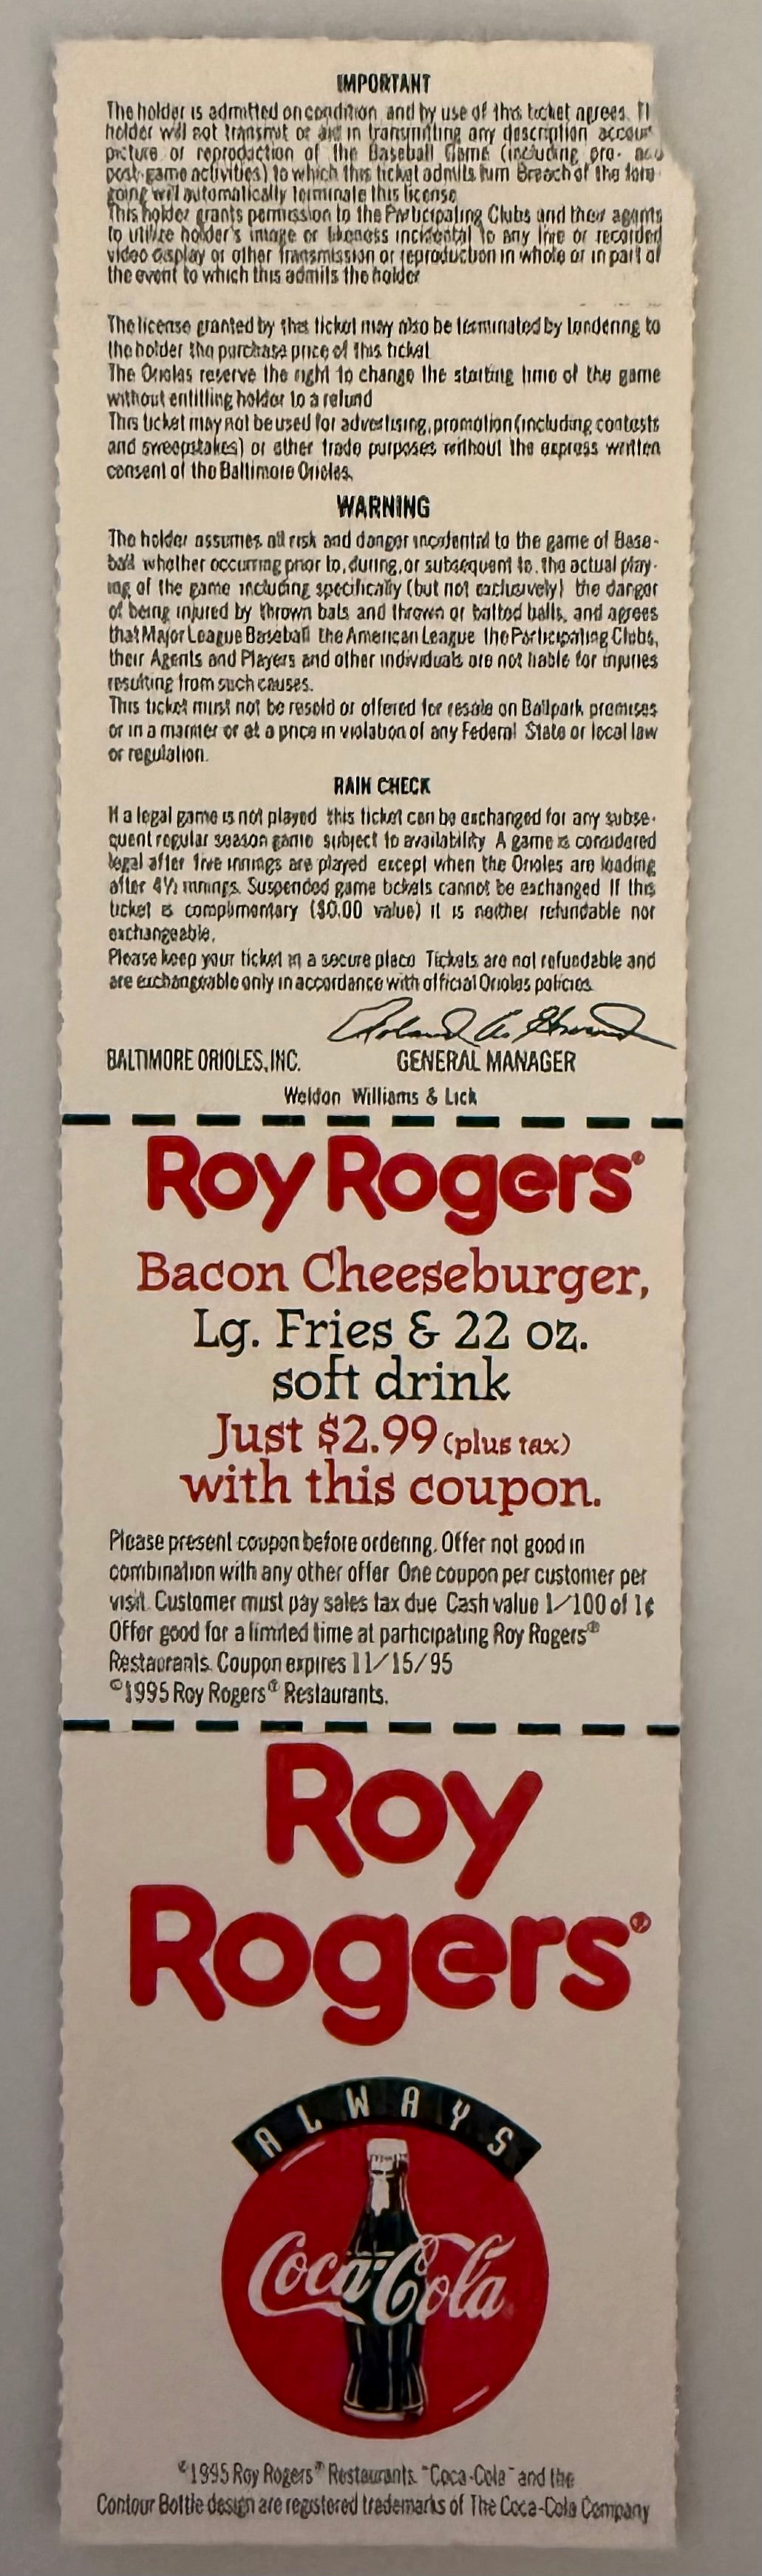 IMPORTANT
The holder is admitted on condition and by use of this ticket agrees.
holder will not transmit or aid in transmitting any description account
picture or reproduction of the Baseball Game (including pre- and
post-game activities) to which this ticket admits him Breach of the fore-
going will automatically terminate this license
This holder grants permission to the Participating Clubs and their agents
to utilize holder's image or likeness incidental to any live or recorded
video display or other transmission or reproduction in whole or in part of
the event to which this admits the holder
The license granted by this ticket may also be terminated by tendering to
the holder the purchase price of this ticket
The Orioles reserve the right to change the starting time of the game
without entitling holder to a refund
This ticket may not be used for advertising, promotion (including contests
and sweepstakes) or other trade purposes without the express written
consent of the Baltimore Orioles.
WARNING
The holder assumes all risk and danger incidental to the game of Base-
ball whether occurring prior to, during, or subsequent to, the actual play-
ing of the game including specifically (but not exclusively) the danger
of being injured by thrown bats and thrown or batted balls, and agrees
that Major League Baseball the American League the Participating Clubs,
their Agents and Players and other individuals are not liable for injuries
resulting from such causes.
This ticket must not be resold or offered for resale on Ballpark premises
or in a manner or at a price in violation of any Federal State or local law
or regulation.
RAIN CHECK
If a legal game is not played this ticket can be exchanged for any subse-
quent regular season game subject to availability A game is considered
legal after five innings are played except when the Orioles are leading
after 4½ innings. Suspended game tickets cannot be exchanged If this
ticket is complimentary ($0.00 value) it is neither refundable nor
exchangeable.
Please keep your ticket in a secure place Tickets are not refundable and
are exchangeable only in accordance with official Orioles policies.
BALTIMORE ORIOLES, INC. GENERAL MANAGER
Weldon Williams & Lick
Roy Rogers®
Bacon Cheeseburger,
Lg. Fries & 22 oz.
soft drink
Just $2.99 (plus tax)
with this coupon.
Please present coupon before ordering. Offer not good in
combination with any other offer One coupon per customer per
visit. Customer must pay sales tax due Cash value 1/100 of 1¢
Offer good for a limited time at participating Roy Rogers®
Restaurants. Coupon expires 11/15/95
©1995 Roy Rogers® Restaurants.
Roy
Rogers®
ALWAYS
Coca-Cola
©1995 Roy Rogers® Restaurants. "Coca-Cola" and the
Contour Bottle design are registered trademarks of The Coca-Cola Company